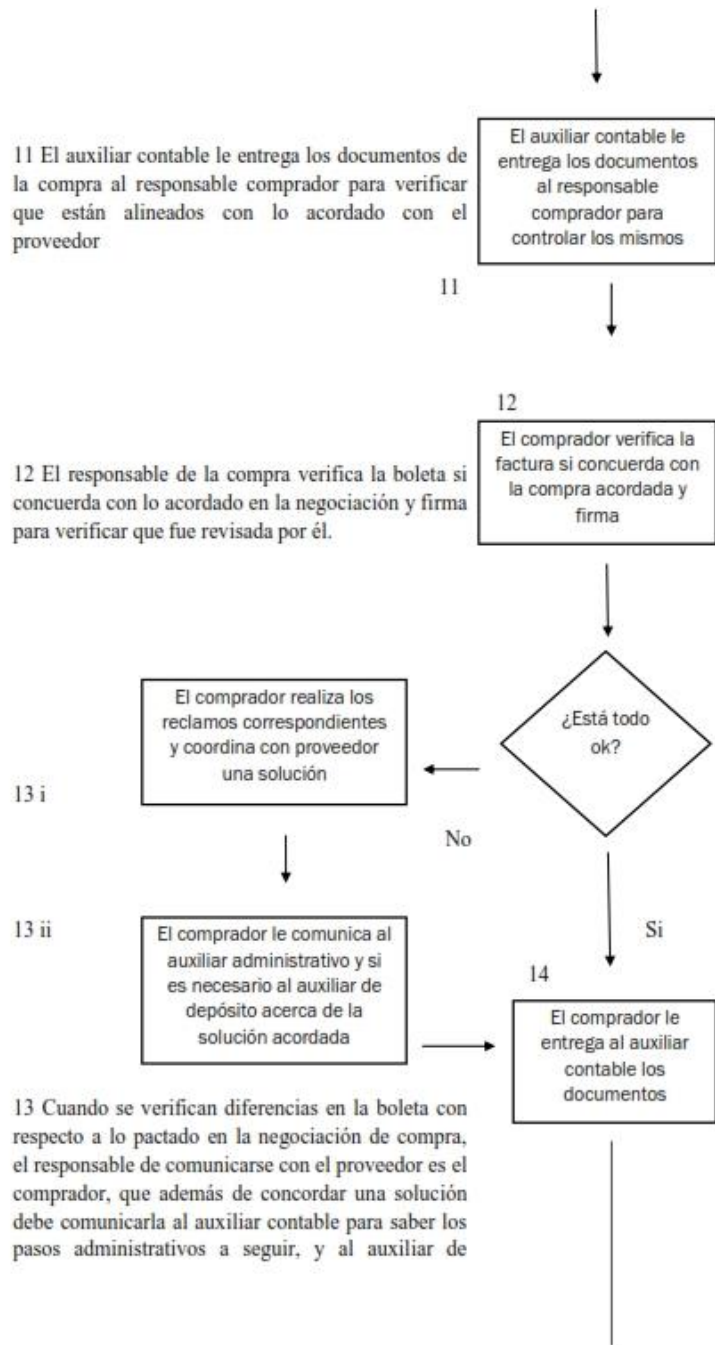 El auxiliar contable le
entrega los documentos
al responsable
comprador para
controlar los mismos
11 El auxiliar contable le entrega los documentos de
la compra al responsable comprador para verificar
que están alineados con lo acordado con el
proveedor
11
12
El comprador verifica la
factura si concuerda con
la compra acordada y
firma
12 El responsable de la compra verifica la boleta si
concuerda con lo acordado en la negociación y firma
para verificar que fue revisada por él.
¿Está todo
ok?
El comprador realiza los
reclamos correspondientes
y coordina con proveedor
una solución
13 i
No
13 ii
El comprador le comunica al
auxiliar administrativo y si
es necesario al auxiliar de
depósito acerca de la
solución acordada
Si
14
El comprador le
entrega al auxiliar
contable los
documentos
13 Cuando se verifican diferencias en la boleta con
respecto a lo pactado en la negociación de compra,
el responsable de comunicarse con el proveedor es el
comprador, que además de concordar una solución
debe comunicarla al auxiliar contable para saber los
pasos administrativos a seguir, y al auxiliar de